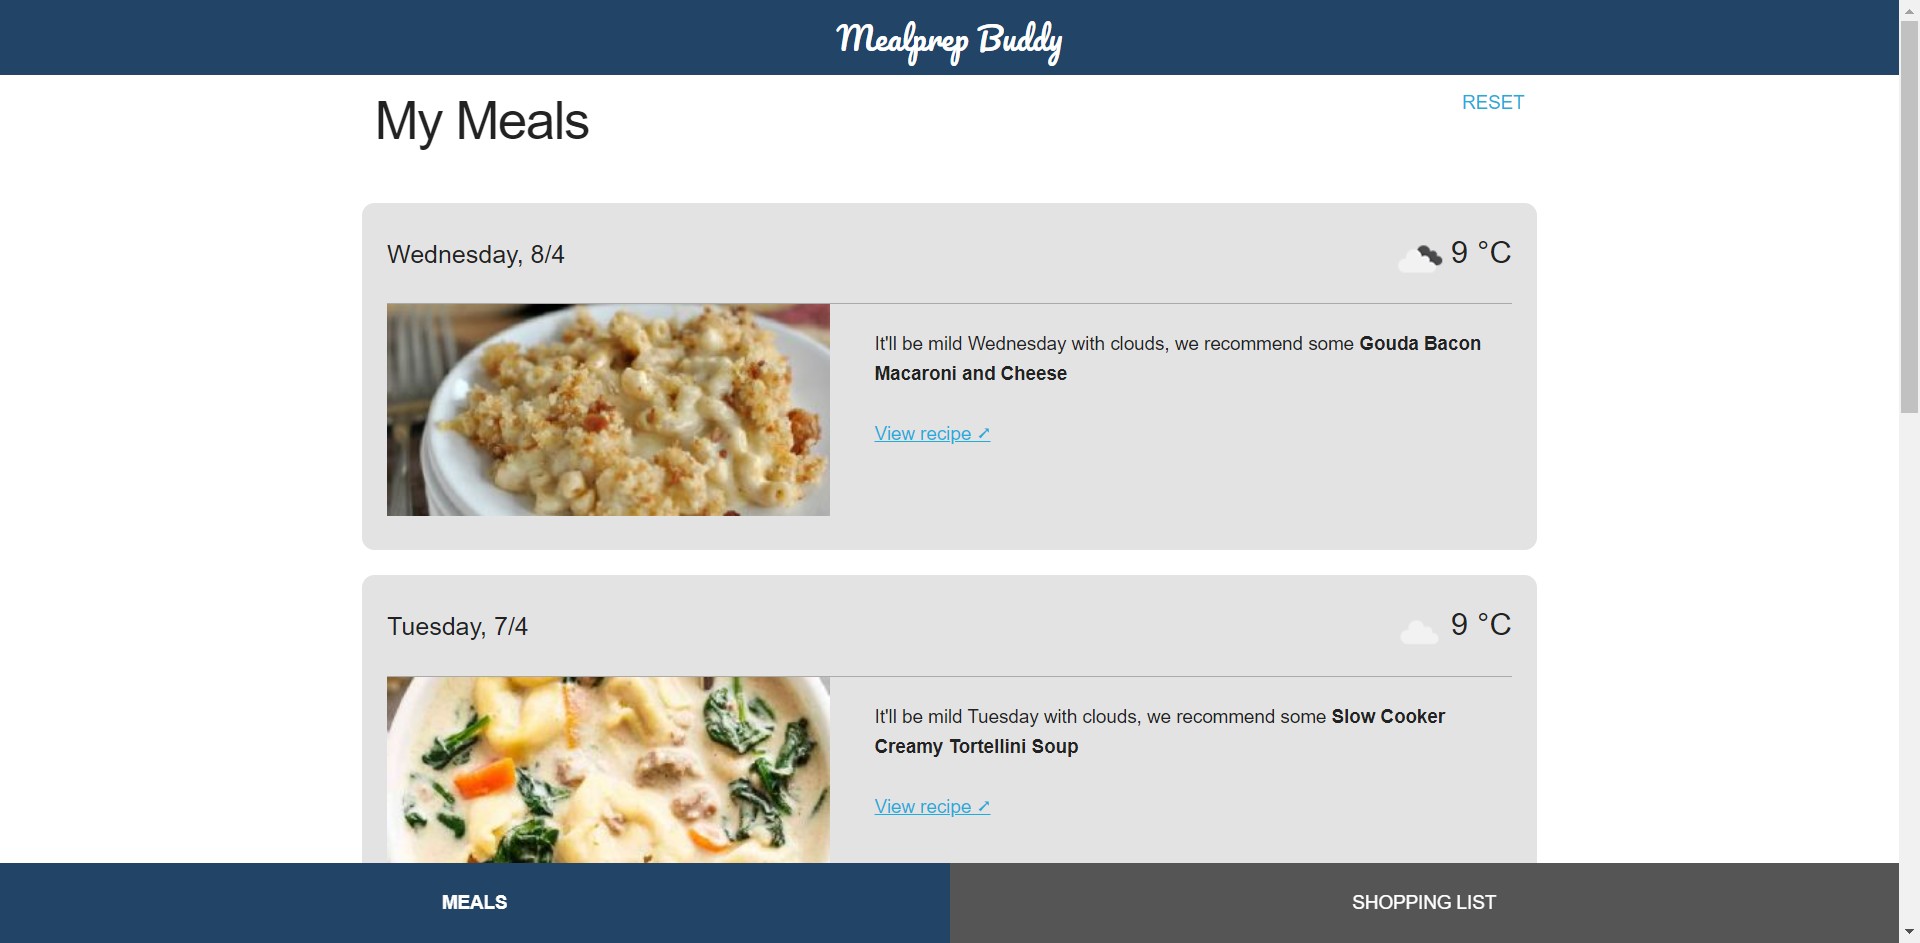 Mealprep Buddy
My Meals
RESET
Wednesday, 8/4
9 °C
It'll be mild Wednesday with clouds, we recommend some Gouda Bacon
Macaroni and Cheese
View recipe ⤤
Tuesday, 7/4
9 °C
It'll be mild Tuesday with clouds, we recommend some Slow Cooker
Creamy Tortellini Soup
View recipe ⤤
MEALS
SHOPPING LIST